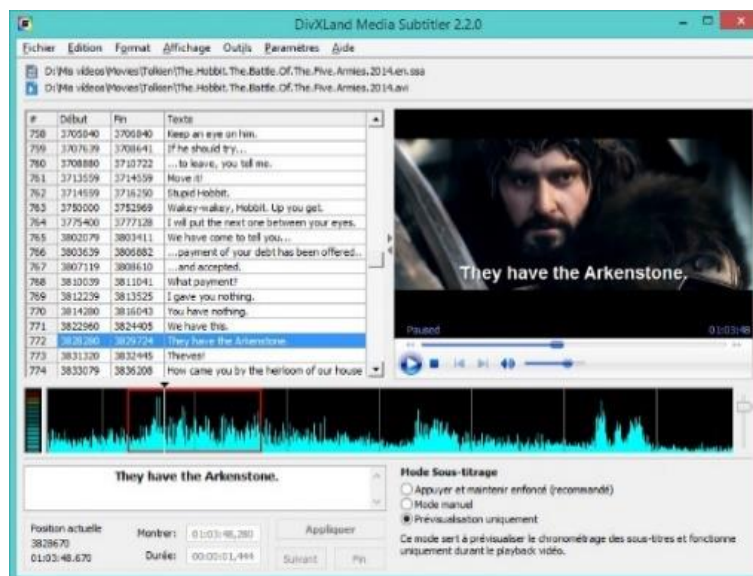 DivXLand Media Subtitler 2.2.0
Fichier Edition Format Affichage Outils Paramètres Aide
D:\Ma videos\Movies\Tolkien\The.Hobbit.The.Battle.Of.The.Five.Armies.2014.en.ssa
D:\Ma videos\Movies\Tolkien\The.Hobbit.The.Battle.Of.The.Five.Armies.2014.avi
# Début Fin Texte
758 3705840 3706840 Keep an eye on him.
759 3707639 3708641 If he should try...
760 3708880 3710722 ...to leave, you tell me.
761 3713559 3714559 Move it!
762 3714559 3716250 Stupid Hobbit.
763 3750000 3752969 Wakey-wakey, Hobbit. Up you get.
764 3775400 3777128 I will put the next one between your eyes.
765 3802079 3803411 We have come to tell you...
766 3803639 3806882 ...payment of your debt has been offered..
767 3807119 3808610 ...and accepted.
768 3810039 3811041 What payment?
769 3812239 3813525 I gave you nothing.
770 3814280 3816043 You have nothing.
771 3822960 3824405 We have this.
772 3828280 3829724 They have the Arkenstone.
773 3831320 3832445 Thieves!
774 3833079 3836208 How came you by the heirloom of our house
They have the Arkenstone.
Paused 01:03:48
They have the Arkenstone.
Position actuelle
3828670
01:03:48.670
Montrer: 01:03:48,280
Durée: 00:00:01,444
Appliquer
Suivant Fin
Mode Sous-titrage
Appuyer et maintenir enfoncé (recommandé)
Mode manuel
Prévisualisation uniquement
Ce mode sert à prévisualiser le chronométrage des sous-titres et fonctionne
uniquement durant le playback vidéo.